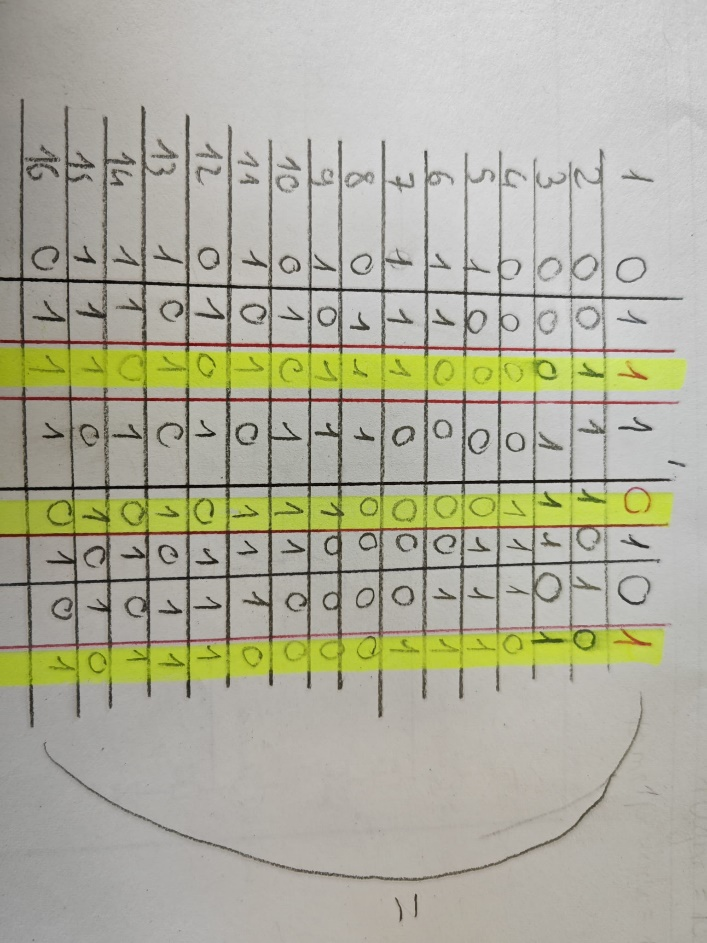 1 0 1 1 1 0 1 0 1
2 0 0 1 1 1 0 1 0
3 0 0 0 1 1 1 0 1
4 0 0 0 0 1 1 1 0
5 1 0 0 0 0 1 1 1
6 1 1 0 0 0 0 1 1
7 1 1 1 0 0 0 0 1
8 0 1 1 1 0 0 0 0
9 1 0 1 1 1 0 0 0
10 0 1 0 1 1 1 0 0
11 1 0 1 0 1 1 1 0
12 0 1 0 1 0 1 1 1
13 1 0 1 0 1 0 1 1
14 1 1 0 1 0 1 0 1
15 1 1 1 0 1 0 1 0
16 0 1 1 1 0 1 0 1
=